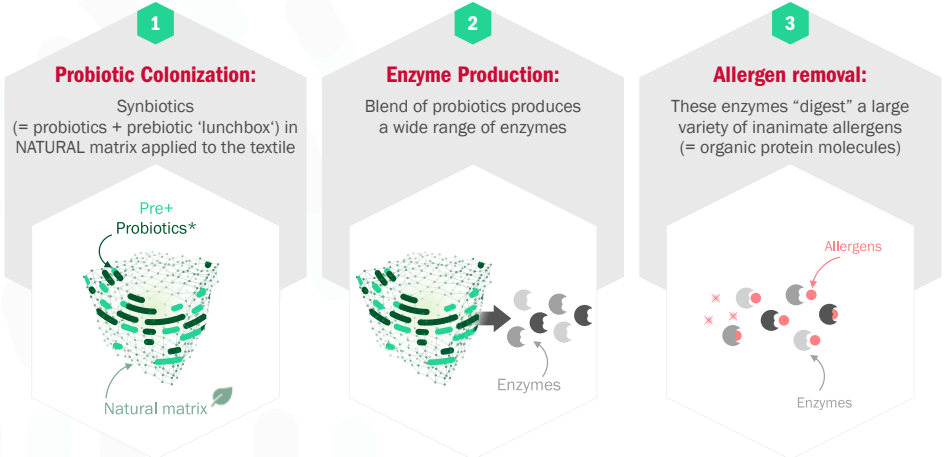 1
Probiotic Colonization:
Synbiotics
(= probiotics + prebiotic ‘lunchbox‘) in
NATURAL matrix applied to the textile
Pre+
Probiotics*
Natural matrix
2
Enzyme Production:
Blend of probiotics produces
a wide range of enzymes
Enzymes
3
Allergen removal:
These enzymes “digest” a large
variety of inanimate allergens
(= organic protein molecules)
Allergens
Enzymes